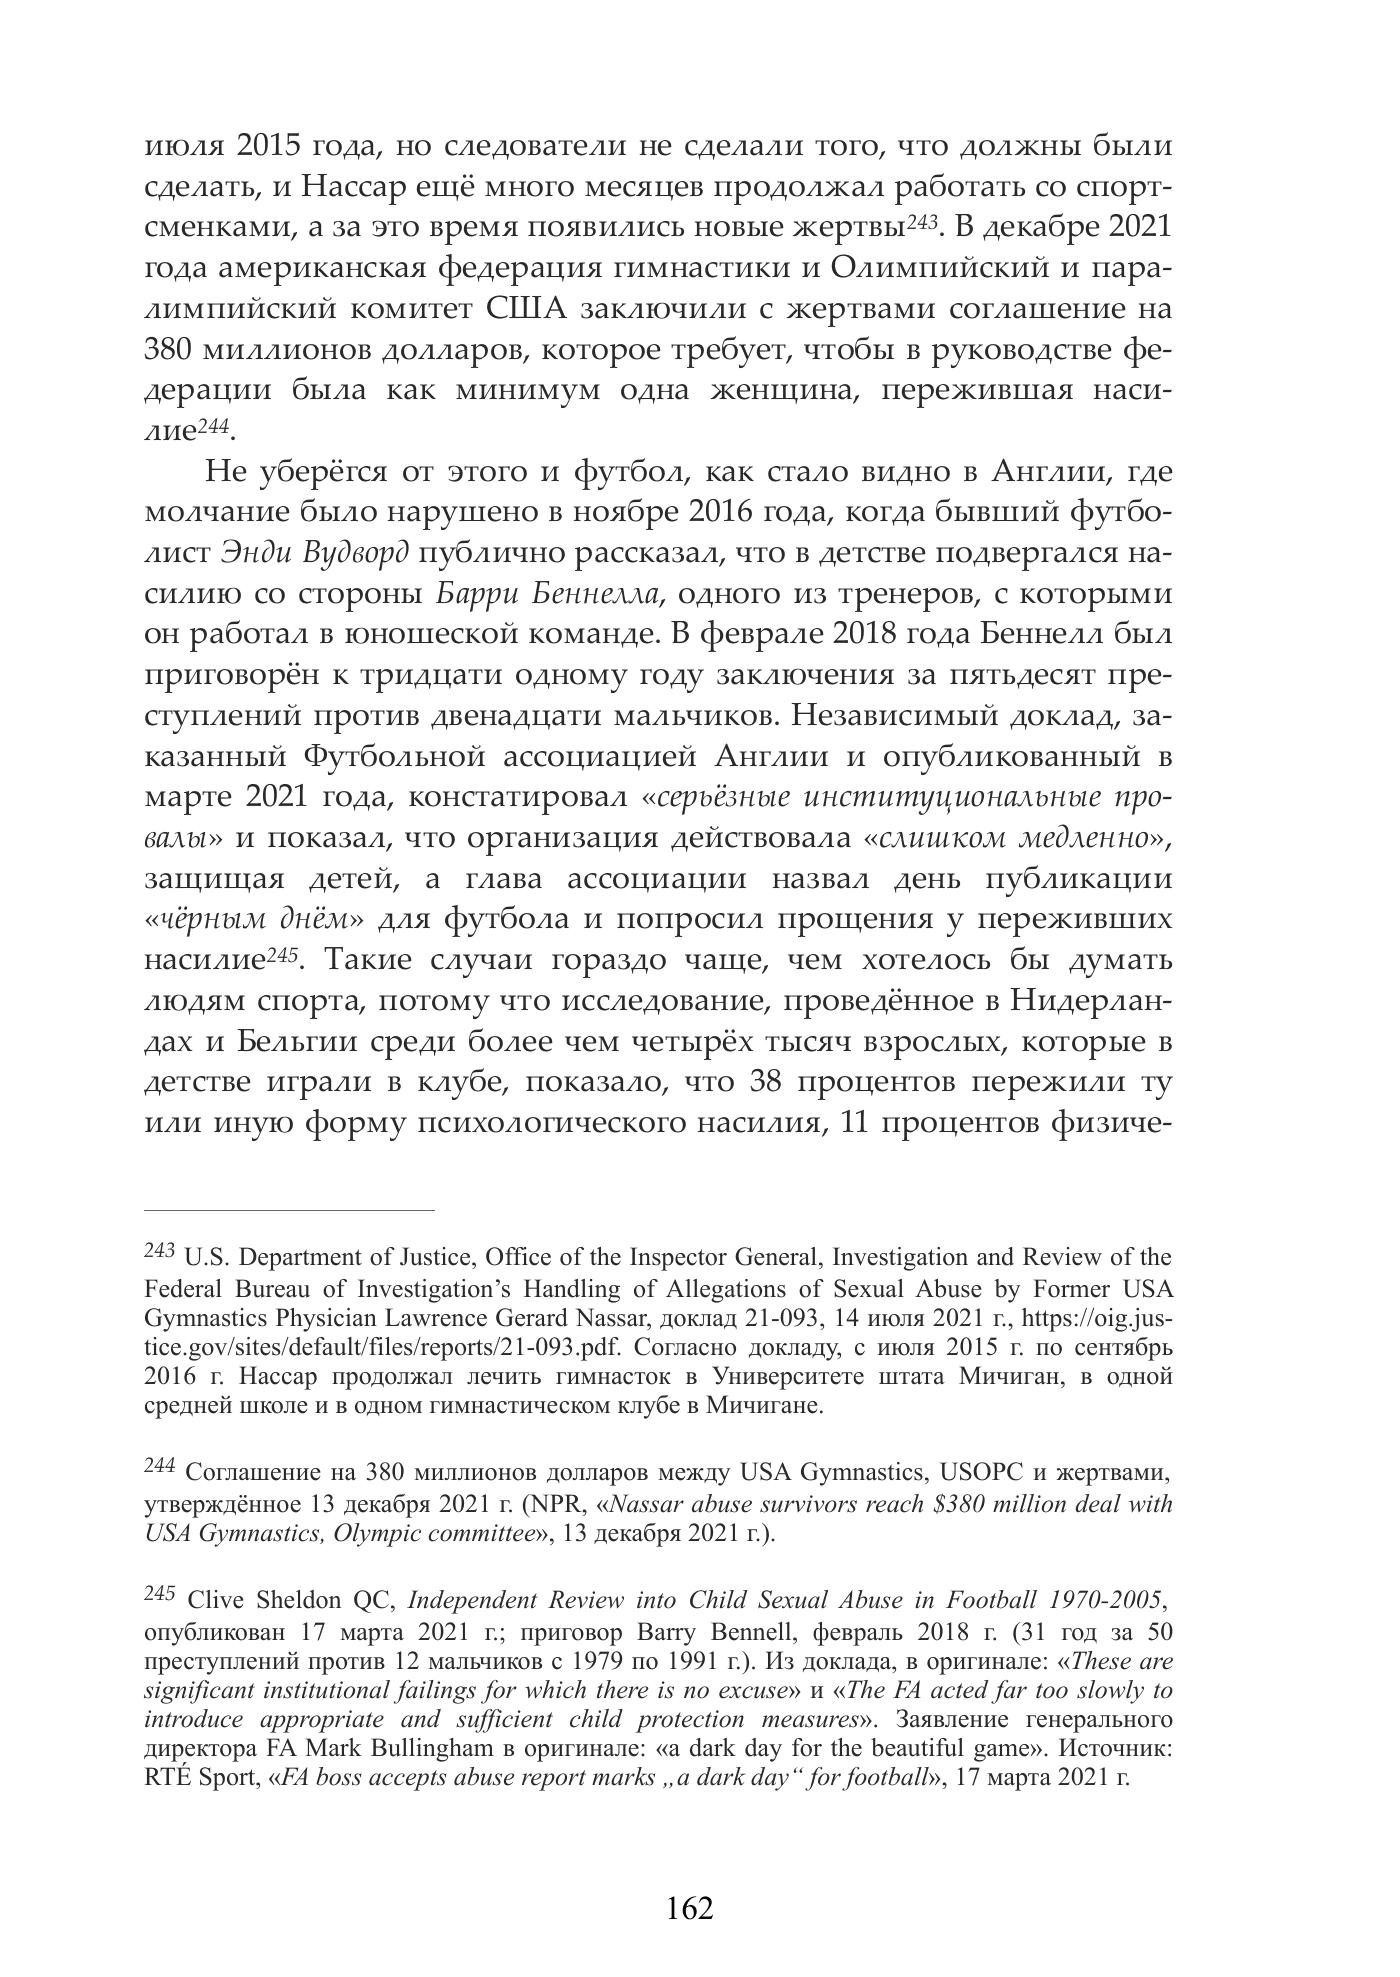 июля 2015 года, но следователи не сделали того, что должны были
сделать, и Нассар ещё много месяцев продолжал работать со спорт-
сменками, а за это время появились новые жертвы243. В декабре 2021
года американская федерация гимнастики и Олимпийский и пара-
лимпийский комитет США заключили с жертвами соглашение на
380 миллионов долларов, которое требует, чтобы в руководстве фе-
дерации была как минимум одна женщина, пережившая наси-
лие244.
Не уберёгся от этого и футбол, как стало видно в Англии, где
молчание было нарушено в ноябре 2016 года, когда бывший футбо-
лист Энди Вудворд публично рассказал, что в детстве подвергался на-
силию со стороны Барри Беннелла, одного из тренеров, с которыми
он работал в юношеской команде. В феврале 2018 года Беннелл был
приговорён к тридцати одному году заключения за пятьдесят пре-
ступлений против двенадцати мальчиков. Независимый доклад, за-
казанный Футбольной ассоциацией Англии и опубликованный в
марте 2021 года, констатировал «серьёзные институциональные про-
валы» и показал, что организация действовала «слишком медленно»,
защищая детей, а глава ассоциации назвал день публикации
«чёрным днём» для футбола и попросил прощения у переживших
насилие245. Такие случаи гораздо чаще, чем хотелось бы думать
людям спорта, потому что исследование, проведённое в Нидерлан-
дах и Бельгии среди более чем четырёх тысяч взрослых, которые в
детстве играли в клубе, показало, что 38 процентов пережили ту
или иную форму психологического насилия, 11 процентов физиче-
243 U.S. Department of Justice, Office of the Inspector General, Investigation and Review of the
Federal Bureau of Investigation’s Handling of Allegations of Sexual Abuse by Former USA
Gymnastics Physician Lawrence Gerard Nassar, доклад 21-093, 14 июля 2021 г., https://oig.jus-
tice.gov/sites/default/files/reports/21-093.pdf. Согласно докладу, с июля 2015 г. по сентябрь
2016 г. Нассар продолжал лечить гимнасток в Университете штата Мичиган, в одной
средней школе и в одном гимнастическом клубе в Мичигане.
244 Соглашение на 380 миллионов долларов между USA Gymnastics, USOPC и жертвами,
утверждённое 13 декабря 2021 г. (NPR, «Nassar abuse survivors reach $380 million deal with
USA Gymnastics, Olympic committee», 13 декабря 2021 г.).
245 Clive Sheldon QC, Independent Review into Child Sexual Abuse in Football 1970-2005,
опубликован 17 марта 2021 г.; приговор Barry Bennell, февраль 2018 г. (31 год за 50
преступлений против 12 мальчиков с 1979 по 1991 г.). Из доклада, в оригинале: «These are
significant institutional failings for which there is no excuse» и «The FA acted far too slowly to
introduce appropriate and sufficient child protection measures». Заявление генерального
директора FA Mark Bullingham в оригинале: «a dark day for the beautiful game». Источник:
RTÉ Sport, «FA boss accepts abuse report marks „a dark day“ for football», 17 марта 2021 г.
162